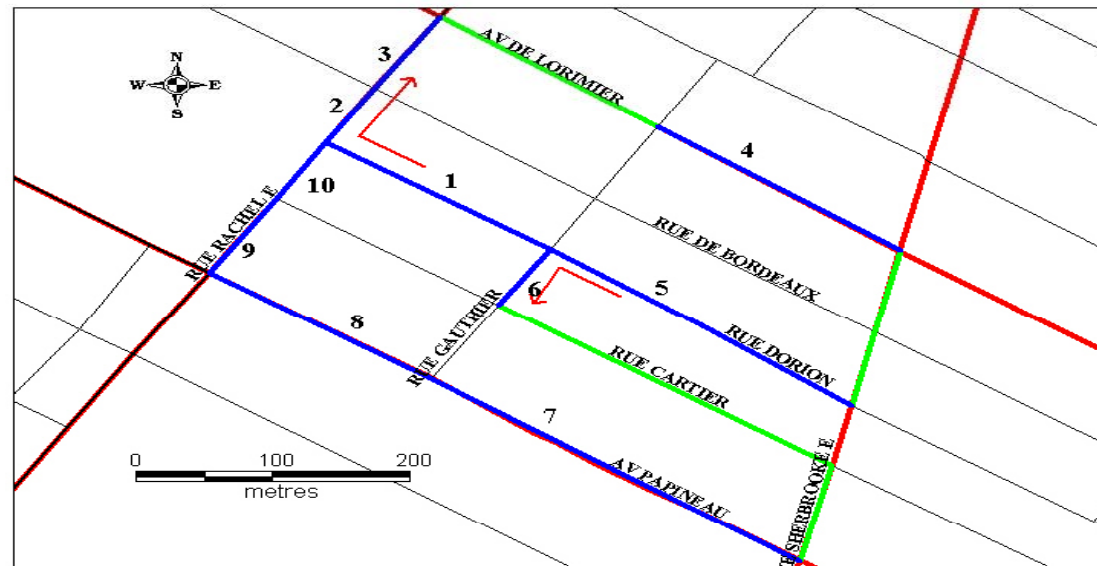 AV DE LORIMIER
3
N
W E
S
2
4
1
10
RUE RACHEL E
9
RUE DE BORDEAUX
6
5
RUE GAUTHIER
8
RUE DORION
RUE CARTIER
7
0 100 200
metres
AV PAPINEAU
E SHERBROOKE E